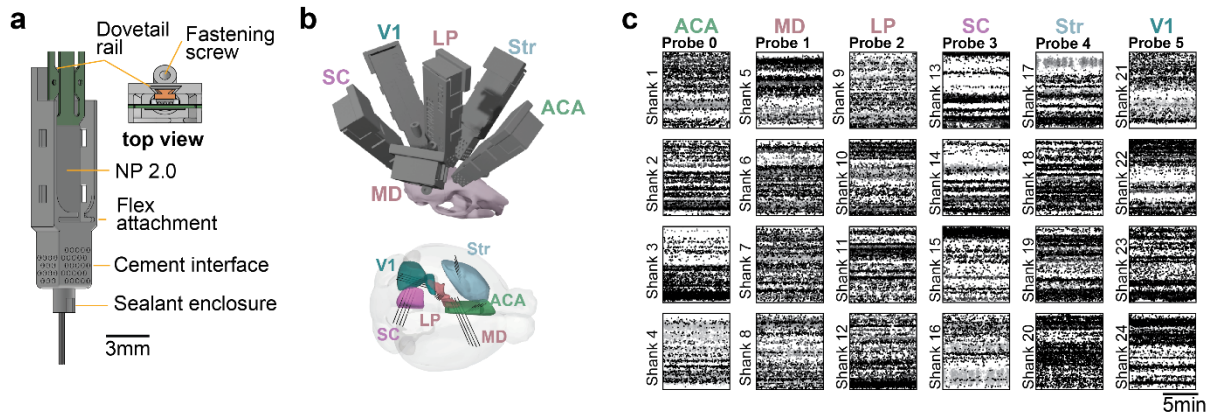 a
Dovetail
rail
Fastening
screw
top view
NP 2.0
Flex
attachment
Cement interface
Sealant enclosure
3mm
b
V1
LP
Str
SC
ACA
MD
Str
V1
ACA
SC
LP
MD
c
ACA
MD
LP
SC
Str
V1
Probe 0
Probe 1
Probe 2
Probe 3
Probe 4
Probe 5
Shank 1
Shank 5
Shank 9
Shank 13
Shank 17
Shank 21
Shank 2
Shank 6
Shank 10
Shank 14
Shank 18
Shank 22
Shank 3
Shank 7
Shank 11
Shank 15
Shank 19
Shank 23
Shank 4
Shank 8
Shank 12
Shank 16
Shank 20
Shank 24
5min